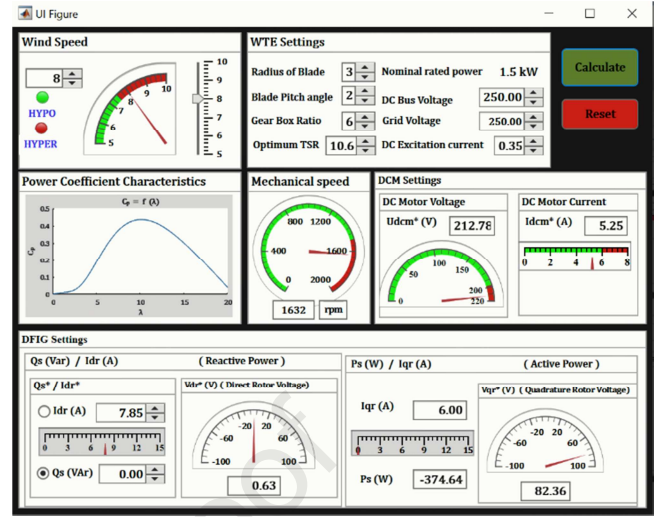 UI Figure
Wind Speed
8
HYPO
HYPER
5 6 7 8 9 10
10
9
8
7
6
5
WTE Settings
Radius of Blade 3 Nominal rated power 1.5 kW
Blade Pitch angle 2 DC Bus Voltage 250.00
Gear Box Ratio 6 Grid Voltage 250.00
Optimum TSR 10.6 DC Excitation current 0.35
Calculate
Reset
Power Coefficient Characteristics
Cₚ = f (λ)
0.5
0.4
0.3
0.2
0.1
0
Cₚ
0 5 10 15 20
λ
Mechanical speed
800 1200
400 1600
0 2000
1632 rpm
DCM Settings
DC Motor Voltage
Udcm* (V) 212.78
0 50 100 150 200 220
DC Motor Current
Idcm* (A) 5.25
0 2 4 6 8
DFIG Settings
Qs (Var) / Idr (A) ( Reactive Power )
Qs* / Idr*
Idr (A) 7.85
0 3 6 9 12 15
Qs (VAr) 0.00
Vdr* (V) ( Direct Rotor Voltage)
-20 20
-60 60
-100 100
0.63
Ps (W) / Iqr (A) ( Active Power )
Iqr (A) 6.00
0 3 6 9 12 15
Ps (W) -374.64
Vqr* (V) ( Quadrature Rotor Voltage)
-20 20
-60 60
-100 100
82.36